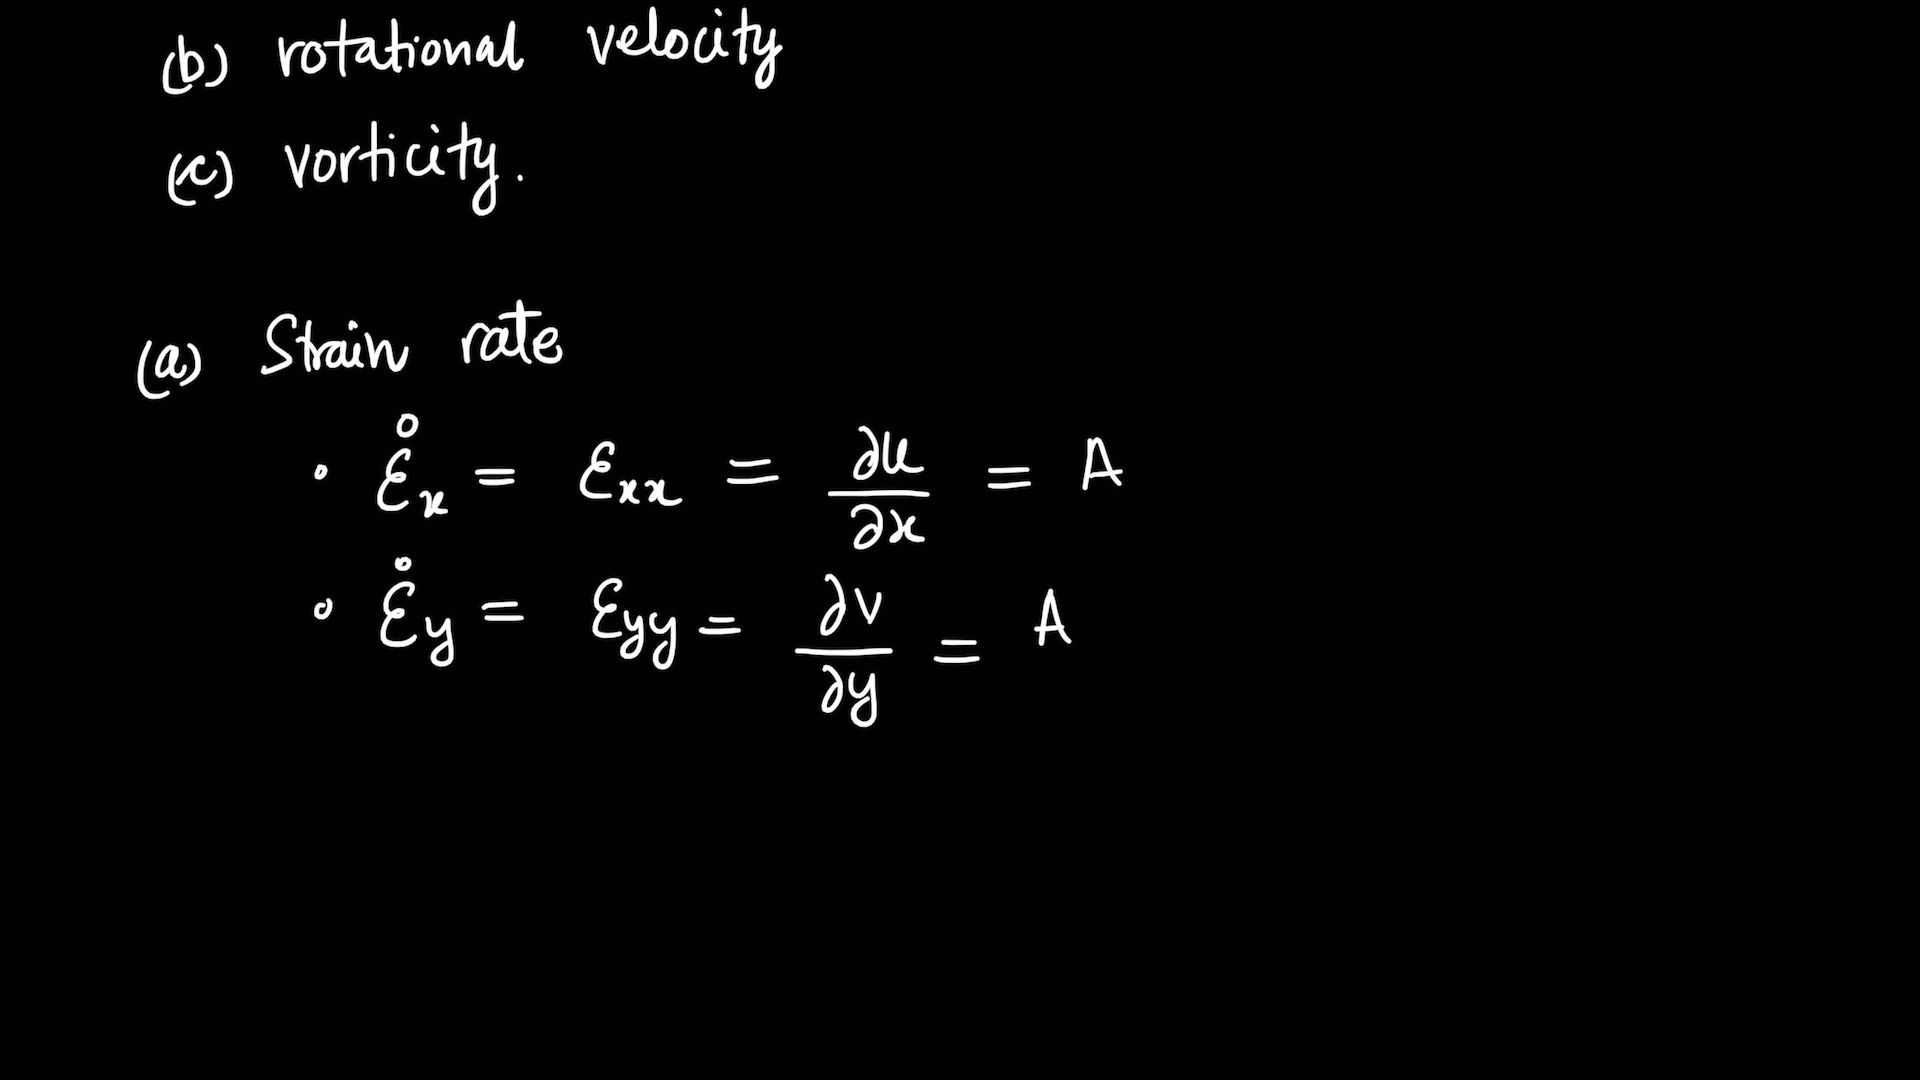 (b) rotational velocity
(c) vorticity.
(a) Strain rate
• ε̊x = εxx = ∂u/∂x = A
• ε̊y = εyy = ∂v/∂y = A